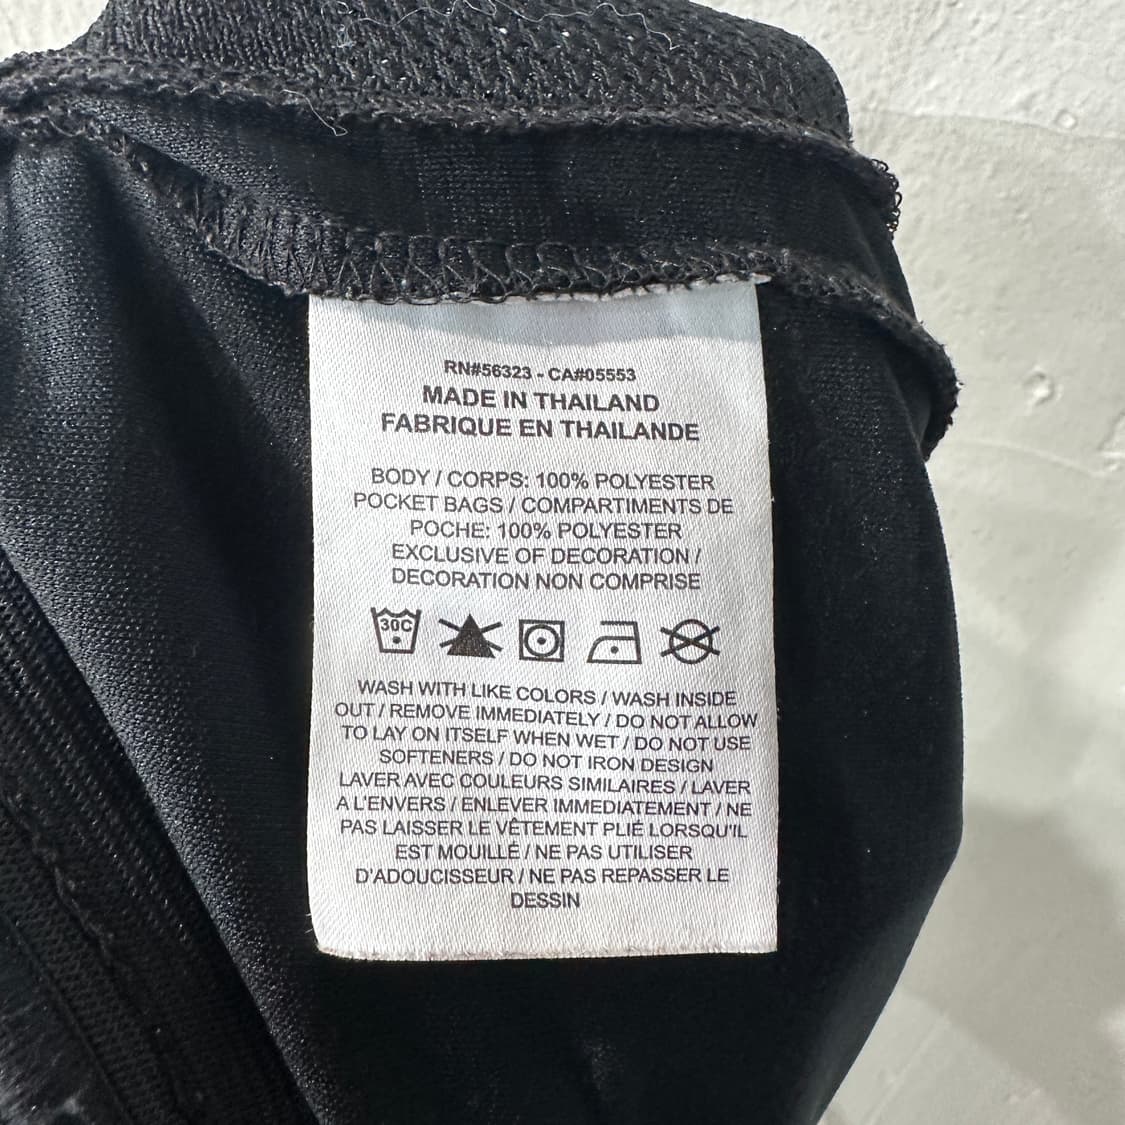 RN#56323 - CA#05553
MADE IN THAILAND
FABRIQUE EN THAILANDE
BODY / CORPS: 100% POLYESTER
POCKET BAGS / COMPARTIMENTS DE
POCHE: 100% POLYESTER
EXCLUSIVE OF DECORATION /
DECORATION NON COMPRISE
30C
WASH WITH LIKE COLORS / WASH INSIDE
OUT / REMOVE IMMEDIATELY / DO NOT ALLOW
TO LAY ON ITSELF WHEN WET / DO NOT USE
SOFTENERS / DO NOT IRON DESIGN
LAVER AVEC COULEURS SIMILAIRES / LAVER
A L'ENVERS / ENLEVER IMMEDIATEMENT / NE
PAS LAISSER LE VÊTEMENT PLIÉ LORSQU'IL
EST MOUILLÉ / NE PAS UTILISER
D'ADOUCISSEUR / NE PAS REPASSER LE
DESSIN